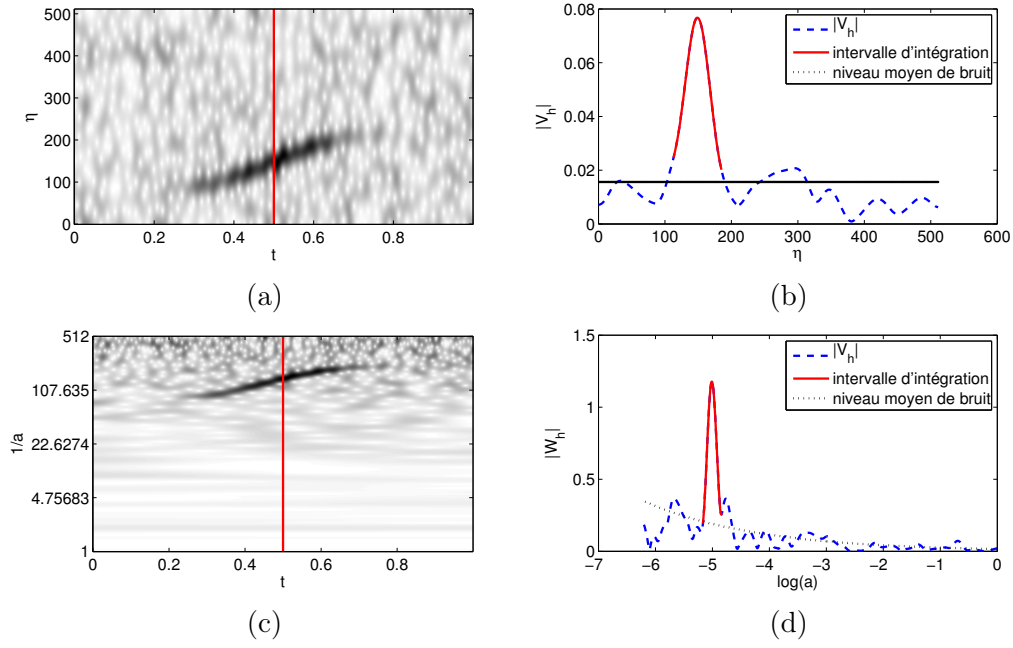 500
400
300
200
100
0
η
0
0.2
0.4
0.6
0.8
t
(a)
0.08
0.06
0.04
0.02
0
|V_h|
0
100
200
300
400
500
600
η
|V_h|
intervalle d'intégration
niveau moyen de bruit
(b)
512
107.635
22.6274
4.75683
1
1/a
0
0.2
0.4
0.6
0.8
t
(c)
1.5
1
0.5
0
|W_h|
−7
−6
−5
−4
−3
−2
−1
0
log(a)
|V_h|
intervalle d'intégration
niveau moyen de bruit
(d)